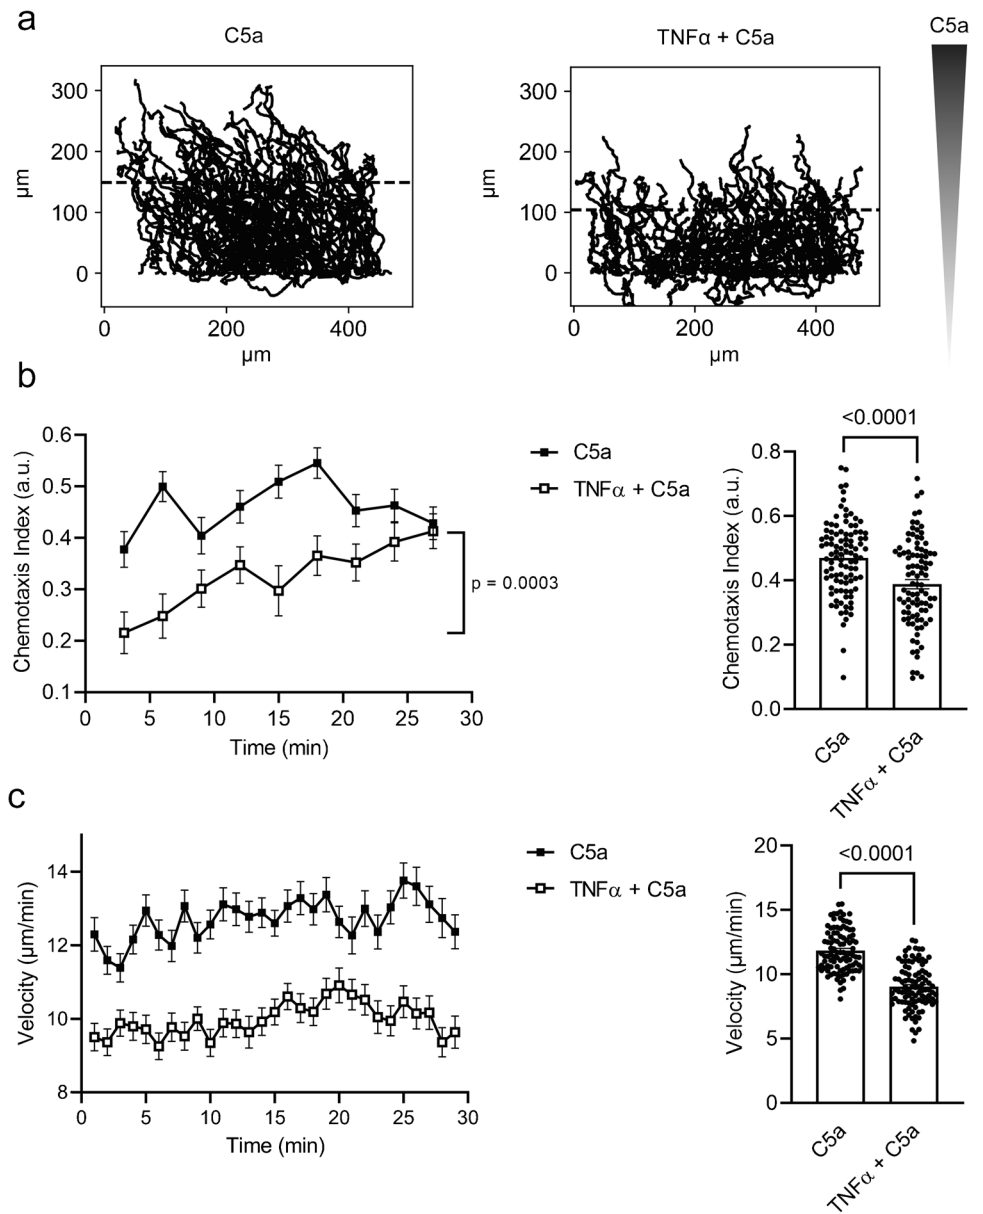 a
C5a
TNFα + C5a
C5a
300
200
100
0
µm
0
200
400
µm
300
200
100
0
µm
0
200
400
µm
b
0.6
0.5
0.4
0.3
0.2
0.1
Chemotaxis Index (a.u.)
0
5
10
15
20
25
30
Time (min)
C5a
TNFα + C5a
p = 0.0003
<0.0001
0.8
0.6
0.4
0.2
0.0
Chemotaxis Index (a.u.)
C5a
TNFα + C5a
c
14
12
10
8
Velocity (µm/min)
0
5
10
15
20
25
30
Time (min)
C5a
TNFα + C5a
<0.0001
20
15
10
5
0
Velocity (µm/min)
C5a
TNFα + C5a